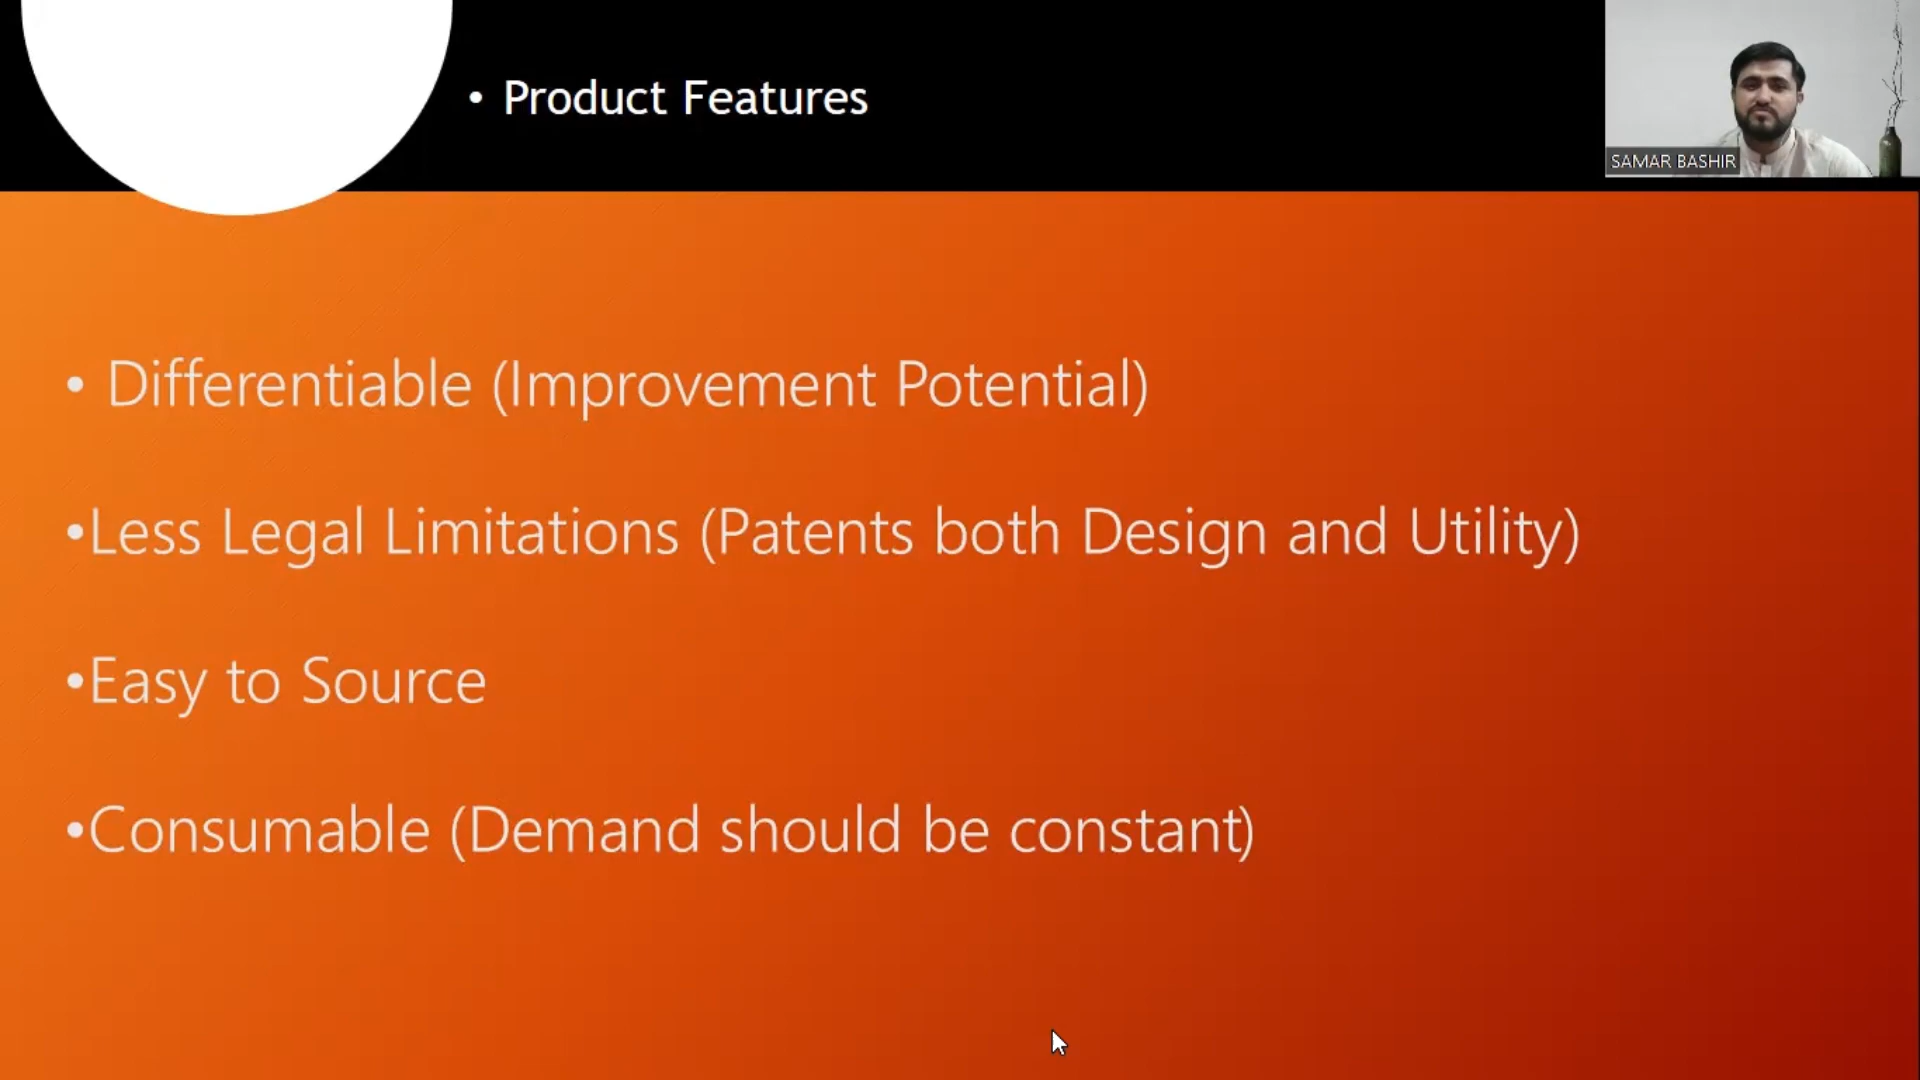 • Product Features
SAMAR BASHIR
• Differentiable (Improvement Potential)
•Less Legal Limitations (Patents both Design and Utility)
•Easy to Source
•Consumable (Demand should be constant)